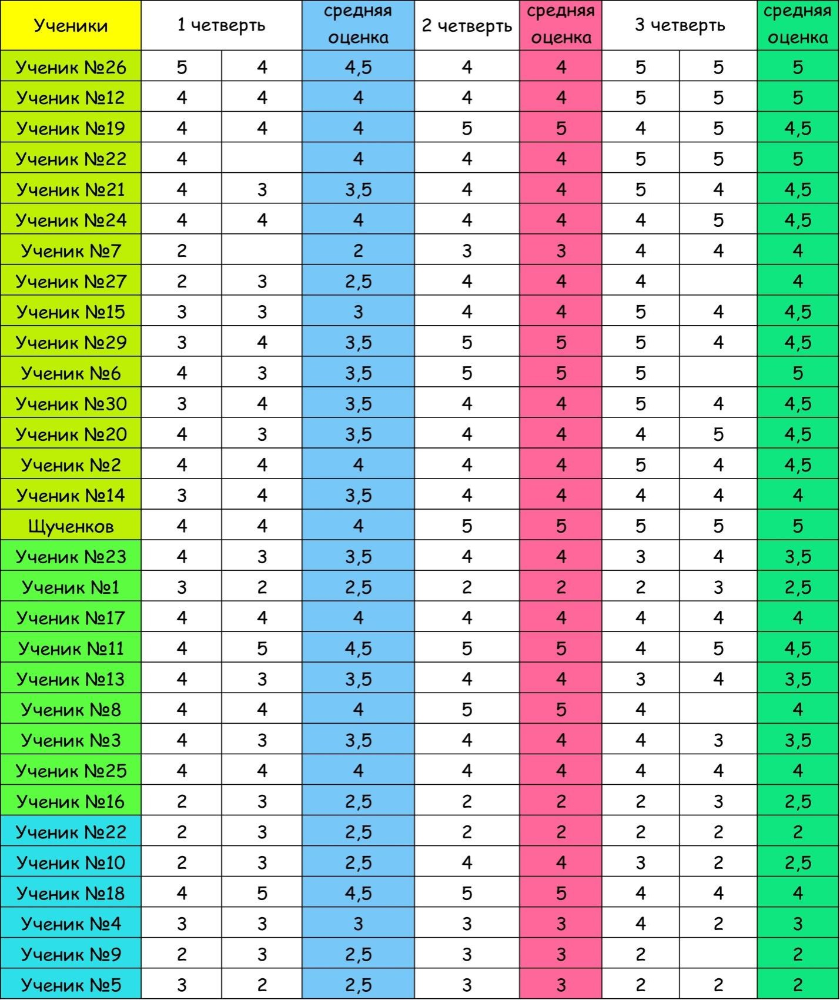 Ученики 1 четверть средняя оценка 2 четверть средняя оценка 3 четверть средняя оценка
Ученик №26 5 4 4,5 4 4 5 5 5
Ученик №12 4 4 4 4 4 5 5 5
Ученик №19 4 4 4 5 5 4 5 4,5
Ученик №22 4 4 4 4 5 5 5
Ученик №21 4 3 3,5 4 4 5 4 4,5
Ученик №24 4 4 4 4 4 4 5 4,5
Ученик №7 2 2 3 3 4 4 4
Ученик №27 2 3 2,5 4 4 4 4
Ученик №15 3 3 3 4 4 5 4 4,5
Ученик №29 3 4 3,5 5 5 5 4 4,5
Ученик №6 4 3 3,5 5 5 5 5
Ученик №30 3 4 3,5 4 4 5 4 4,5
Ученик №20 4 3 3,5 4 4 4 5 4,5
Ученик №2 4 4 4 4 4 5 4 4,5
Ученик №14 3 4 3,5 4 4 4 4 4
Щученков 4 4 4 5 5 5 5 5
Ученик №23 4 3 3,5 4 4 3 4 3,5
Ученик №1 3 2 2,5 2 2 2 3 2,5
Ученик №17 4 4 4 4 4 4 4 4
Ученик №11 4 5 4,5 5 5 4 5 4,5
Ученик №13 4 3 3,5 4 4 3 4 3,5
Ученик №8 4 4 4 5 5 4 4
Ученик №3 4 3 3,5 4 4 4 3 3,5
Ученик №25 4 4 4 4 4 4 4 4
Ученик №16 2 3 2,5 2 2 2 3 2,5
Ученик №22 2 3 2,5 2 2 2 2 2
Ученик №10 2 3 2,5 4 4 3 2 2,5
Ученик №18 4 5 4,5 5 5 4 4 4
Ученик №4 3 3 3 3 3 4 2 3
Ученик №9 2 3 2,5 3 3 2 2
Ученик №5 3 2 2,5 3 3 2 2 2